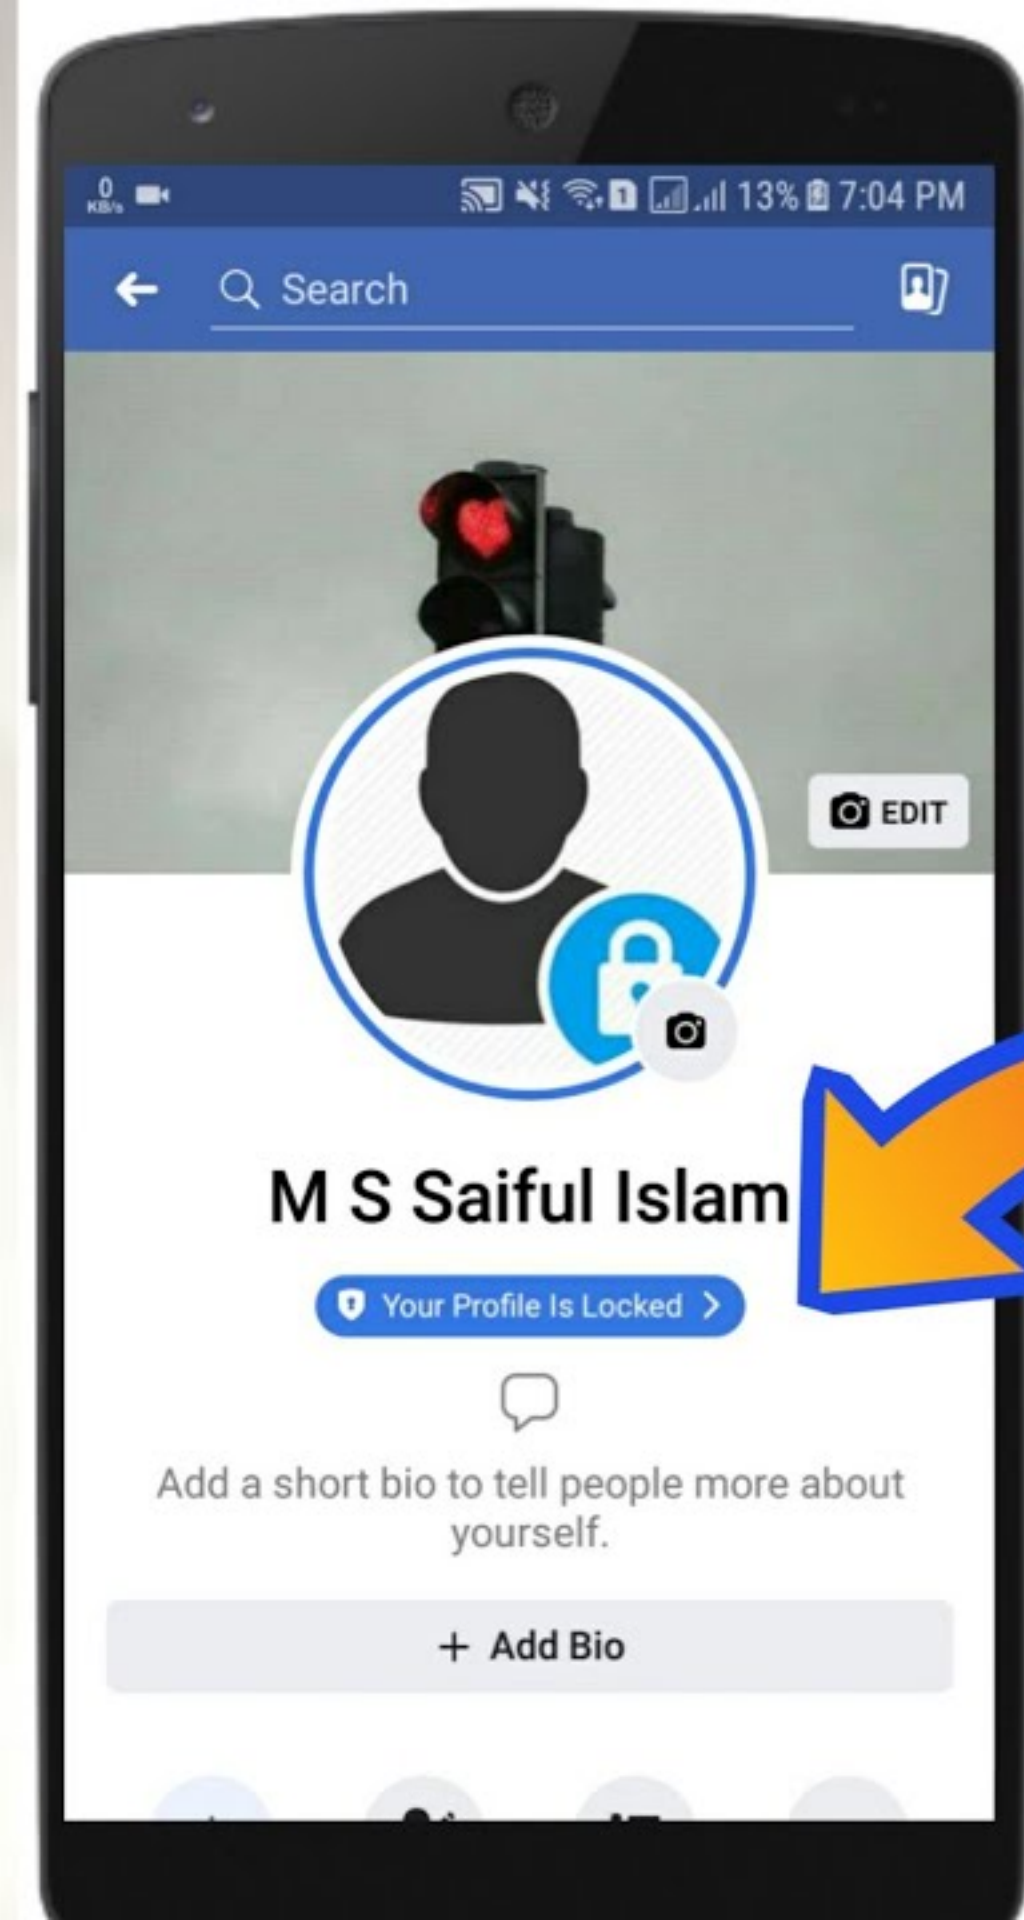 0
KB/s
1 13% 7:04 PM
Search
EDIT
M S Saiful Islam
Your Profile Is Locked
Add a short bio to tell people more about
yourself.
+ Add Bio